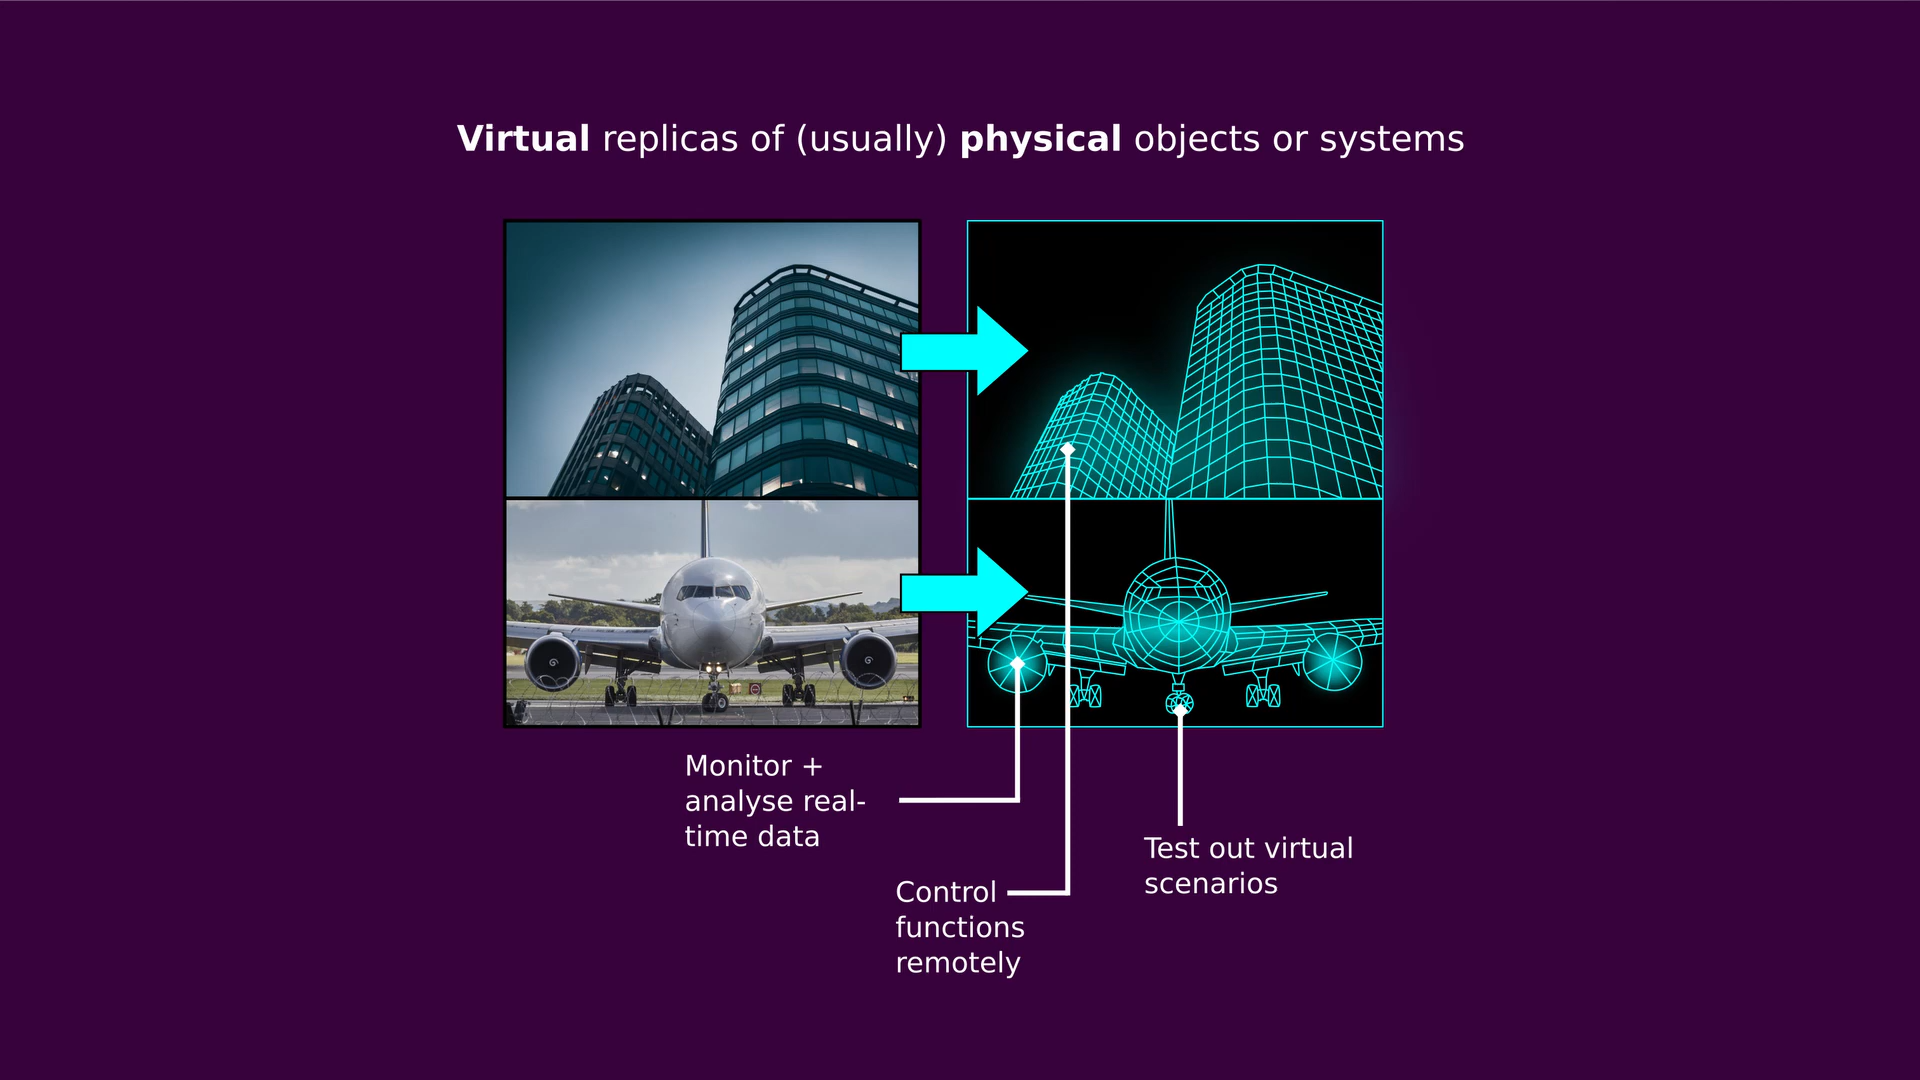 Virtual replicas of (usually) physical objects or systems
Monitor +
analyse real-
time data
Control
functions
remotely
Test out virtual
scenarios